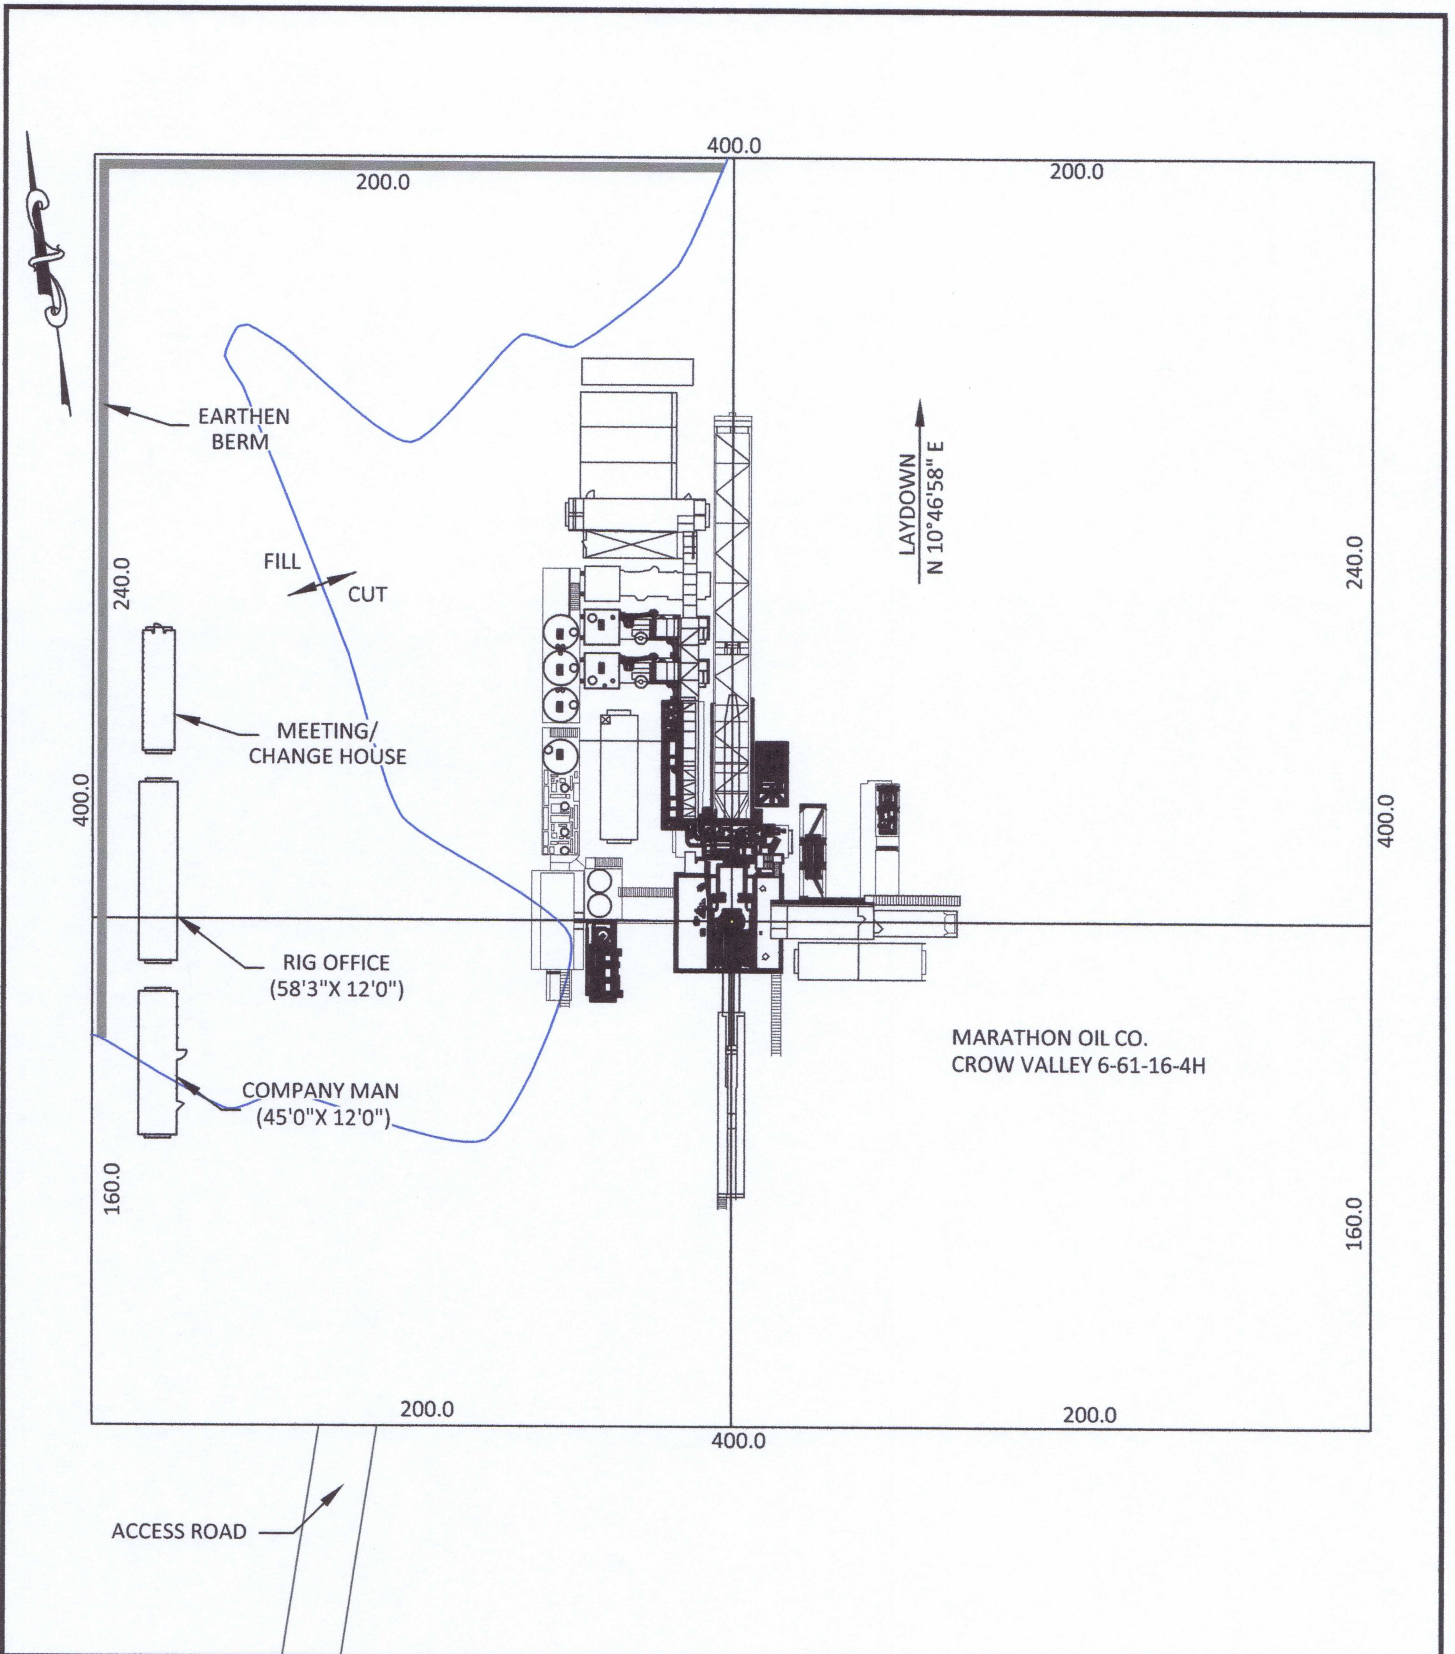 400.0
200.0
200.0
EARTHEN
BERM
LAYDOWN
N 10°46'58" E
FILL
CUT
240.0
240.0
MEETING/
CHANGE HOUSE
400.0
400.0
RIG OFFICE
(58'3"X 12'0")
MARATHON OIL CO.
CROW VALLEY 6-61-16-4H
COMPANY MAN
(45'0"X 12'0")
160.0
160.0
200.0
200.0
400.0
ACCESS ROAD